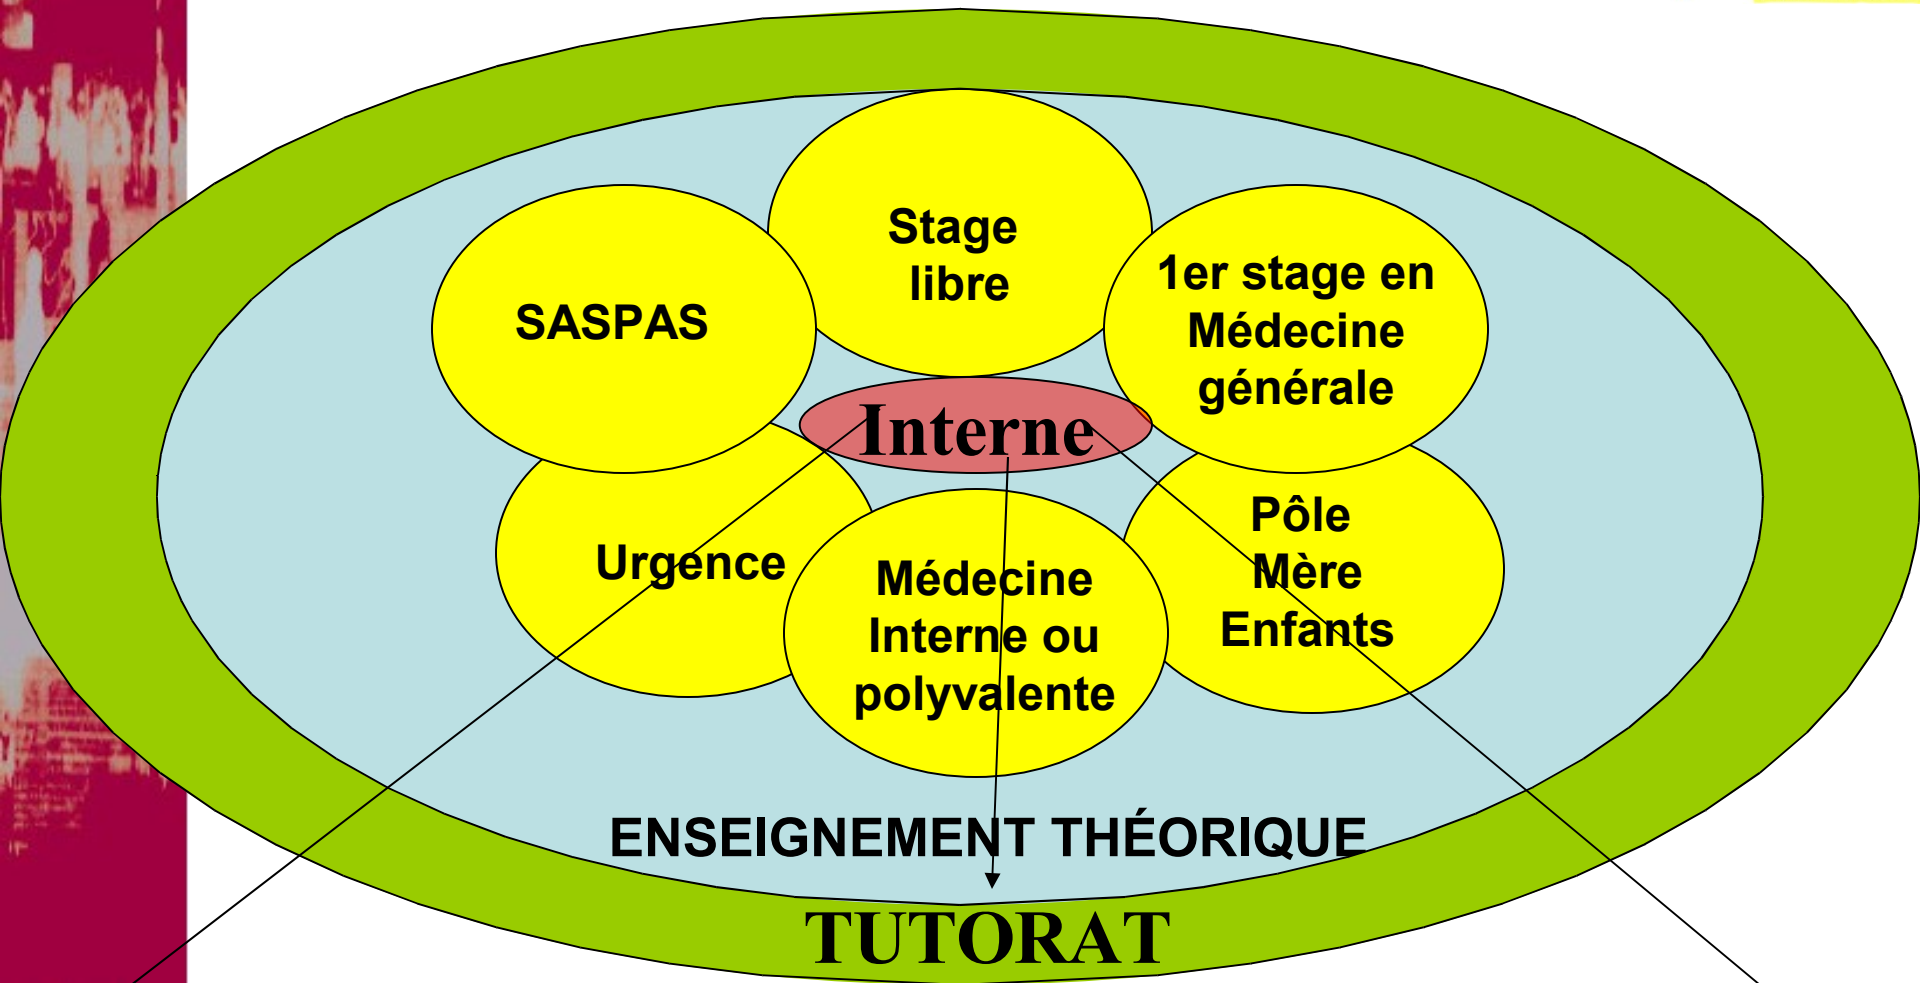 Stage
libre
1er stage en
Médecine
générale
SASPAS
Interne
Pôle
Mère
Enfants
Urgence
Médecine
Interne ou
polyvalente
ENSEIGNEMENT THÉORIQUE
TUTORAT